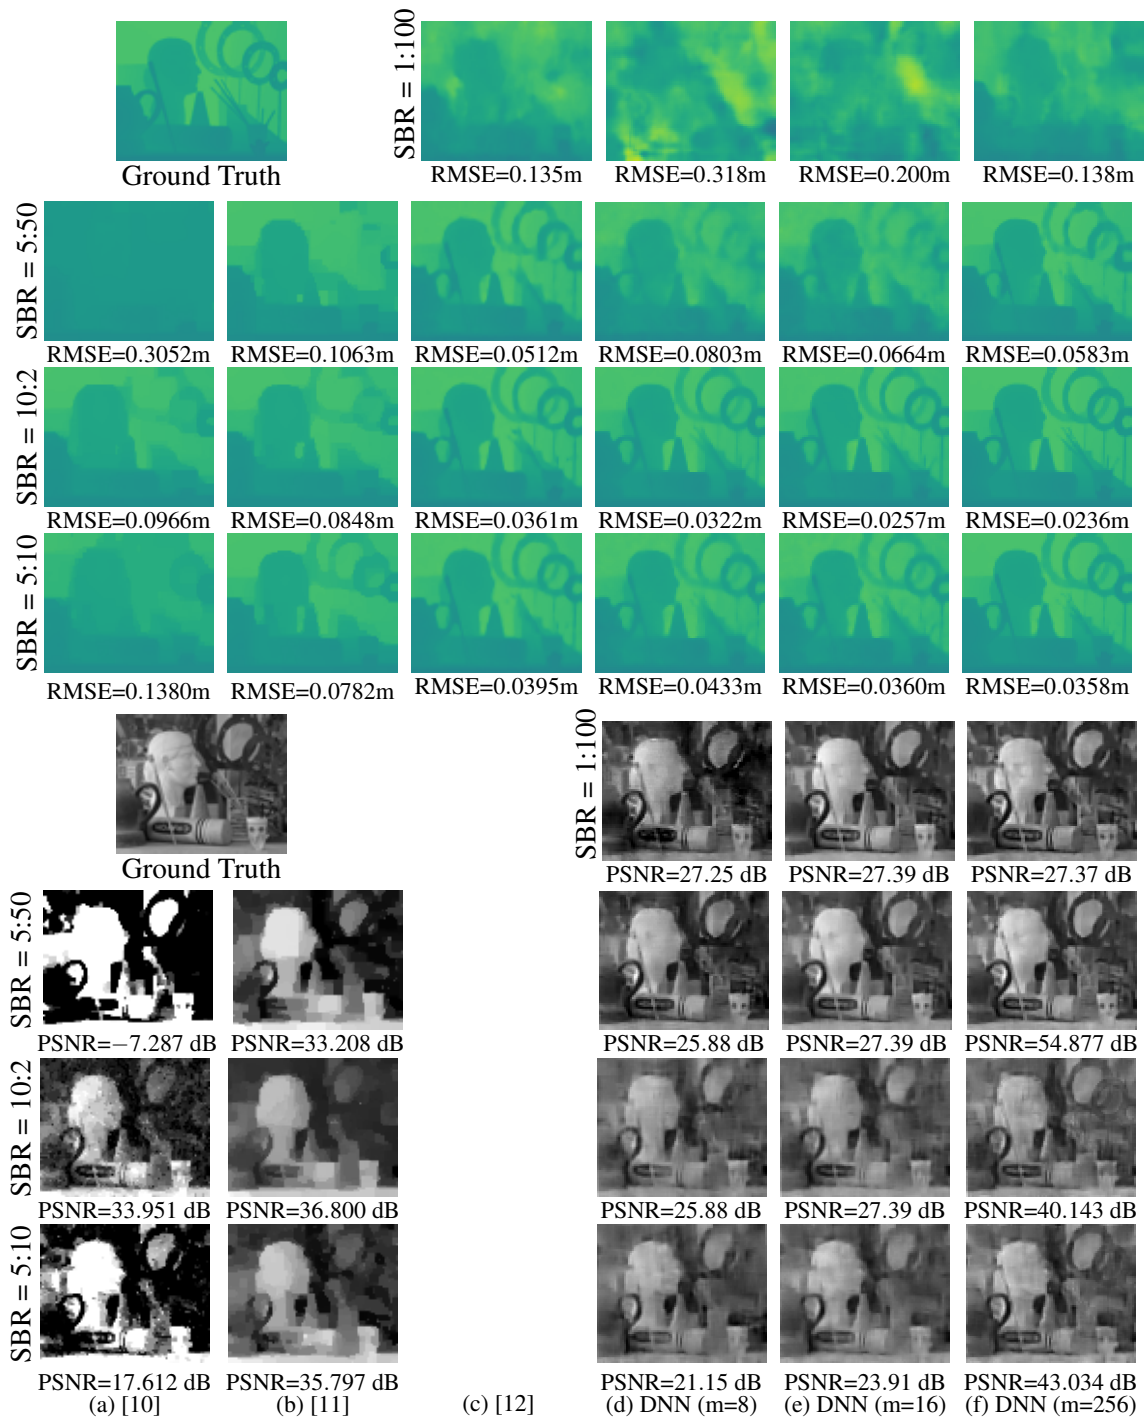 SBR = 1:100
Ground Truth
RMSE=0.135m RMSE=0.318m RMSE=0.200m RMSE=0.138m
SBR = 5:50
RMSE=0.3052m RMSE=0.1063m RMSE=0.0512m RMSE=0.0803m RMSE=0.0664m RMSE=0.0583m
SBR = 10:2
RMSE=0.0966m RMSE=0.0848m RMSE=0.0361m RMSE=0.0322m RMSE=0.0257m RMSE=0.0236m
SBR = 5:10
RMSE=0.1380m RMSE=0.0782m RMSE=0.0395m RMSE=0.0433m RMSE=0.0360m RMSE=0.0358m
SBR = 1:100
Ground Truth
PSNR=27.25 dB PSNR=27.39 dB PSNR=27.37 dB
SBR = 5:50
PSNR=−7.287 dB PSNR=33.208 dB PSNR=25.88 dB PSNR=27.39 dB PSNR=54.877 dB
SBR = 10:2
PSNR=33.951 dB PSNR=36.800 dB PSNR=25.88 dB PSNR=27.39 dB PSNR=40.143 dB
SBR = 5:10
PSNR=17.612 dB PSNR=35.797 dB PSNR=21.15 dB PSNR=23.91 dB PSNR=43.034 dB
(a) [10] (b) [11] (c) [12] (d) DNN (m=8) (e) DNN (m=16) (f) DNN (m=256)